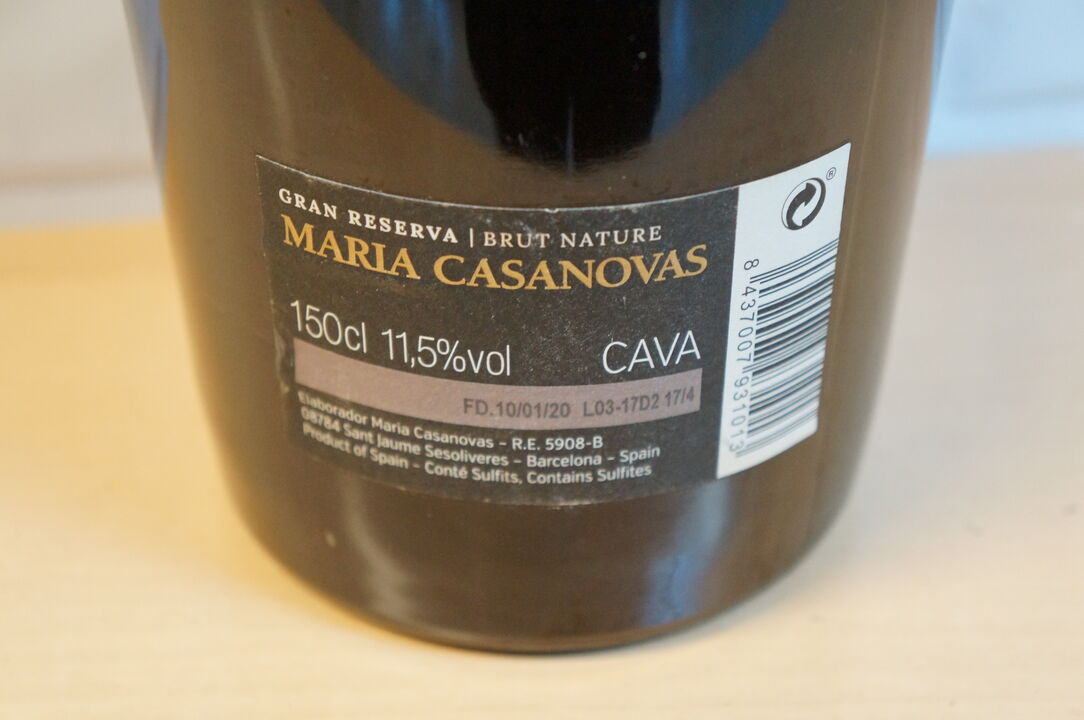 GRAN RESERVA | BRUT NATURE
MARIA CASANOVAS
150cl 11,5%vol CAVA
FD.10/01/20 L03-17D2 17/4
Elaborador Maria Casanovas - R.E. 5908-B
08784 Sant Jaume Sesoliveres - Barcelona - Spain
Product of Spain - Conté Sulfits, Contains Sulfites
®
8 437007 931013